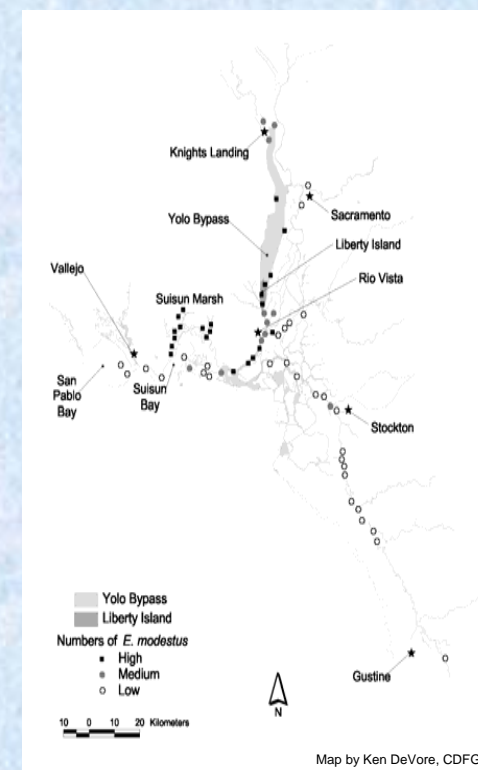 Knights Landing
Sacramento
Yolo Bypass
Liberty Island
Rio Vista
Vallejo
Suisun Marsh
San
Pablo
Bay
Suisun
Bay
Stockton
Yolo Bypass
Liberty Island
Numbers of E. modestus
High
Medium
Low
Gustine
10 0 10 20 Kilometers
N
Map by Ken DeVore, CDFG